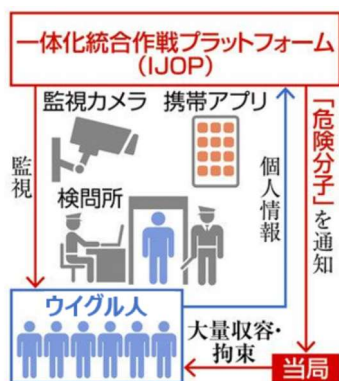 一体化統合作戦プラットフォーム
(IJOP)
監視カメラ
携帯アプリ
検問所
監視
個人情報
「危険分子」を通知
ウイグル人
大量収容・
拘束
当局